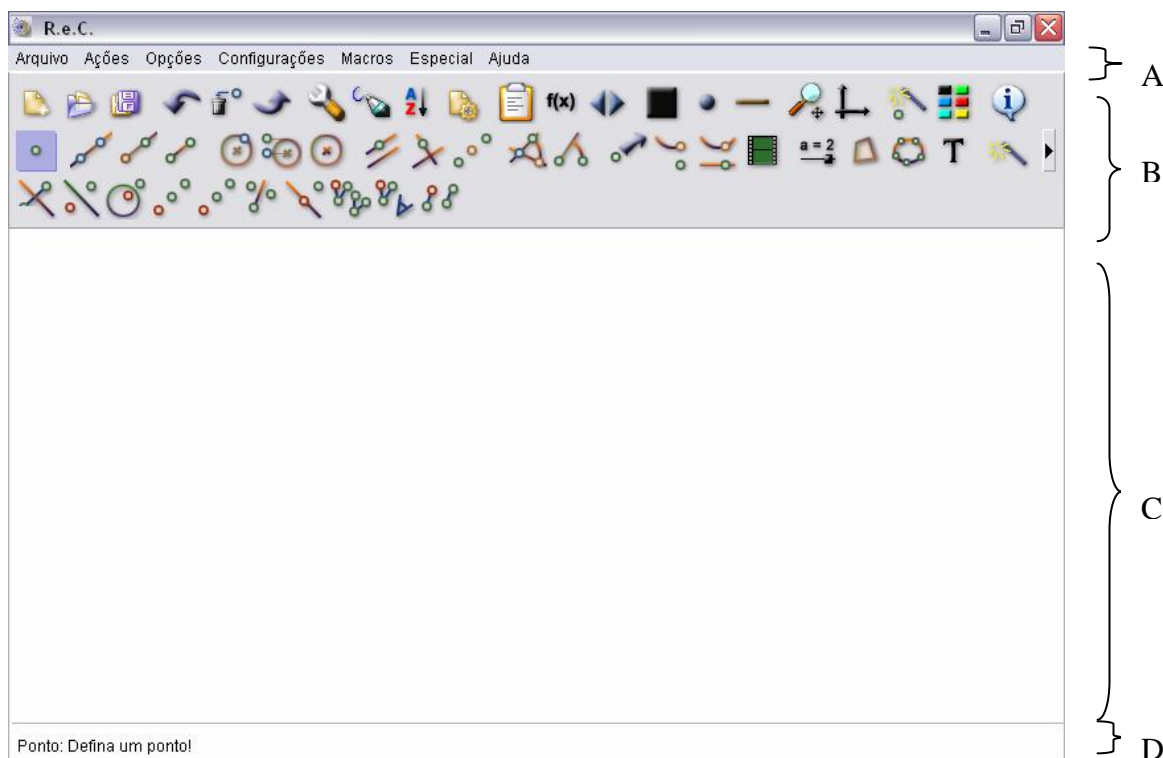 R.e.C.
Arquivo Ações Opções Configurações Macros Especial Ajuda
A
A Z f(x) i
a = 2 T
B
C
Ponto: Defina um ponto!
D